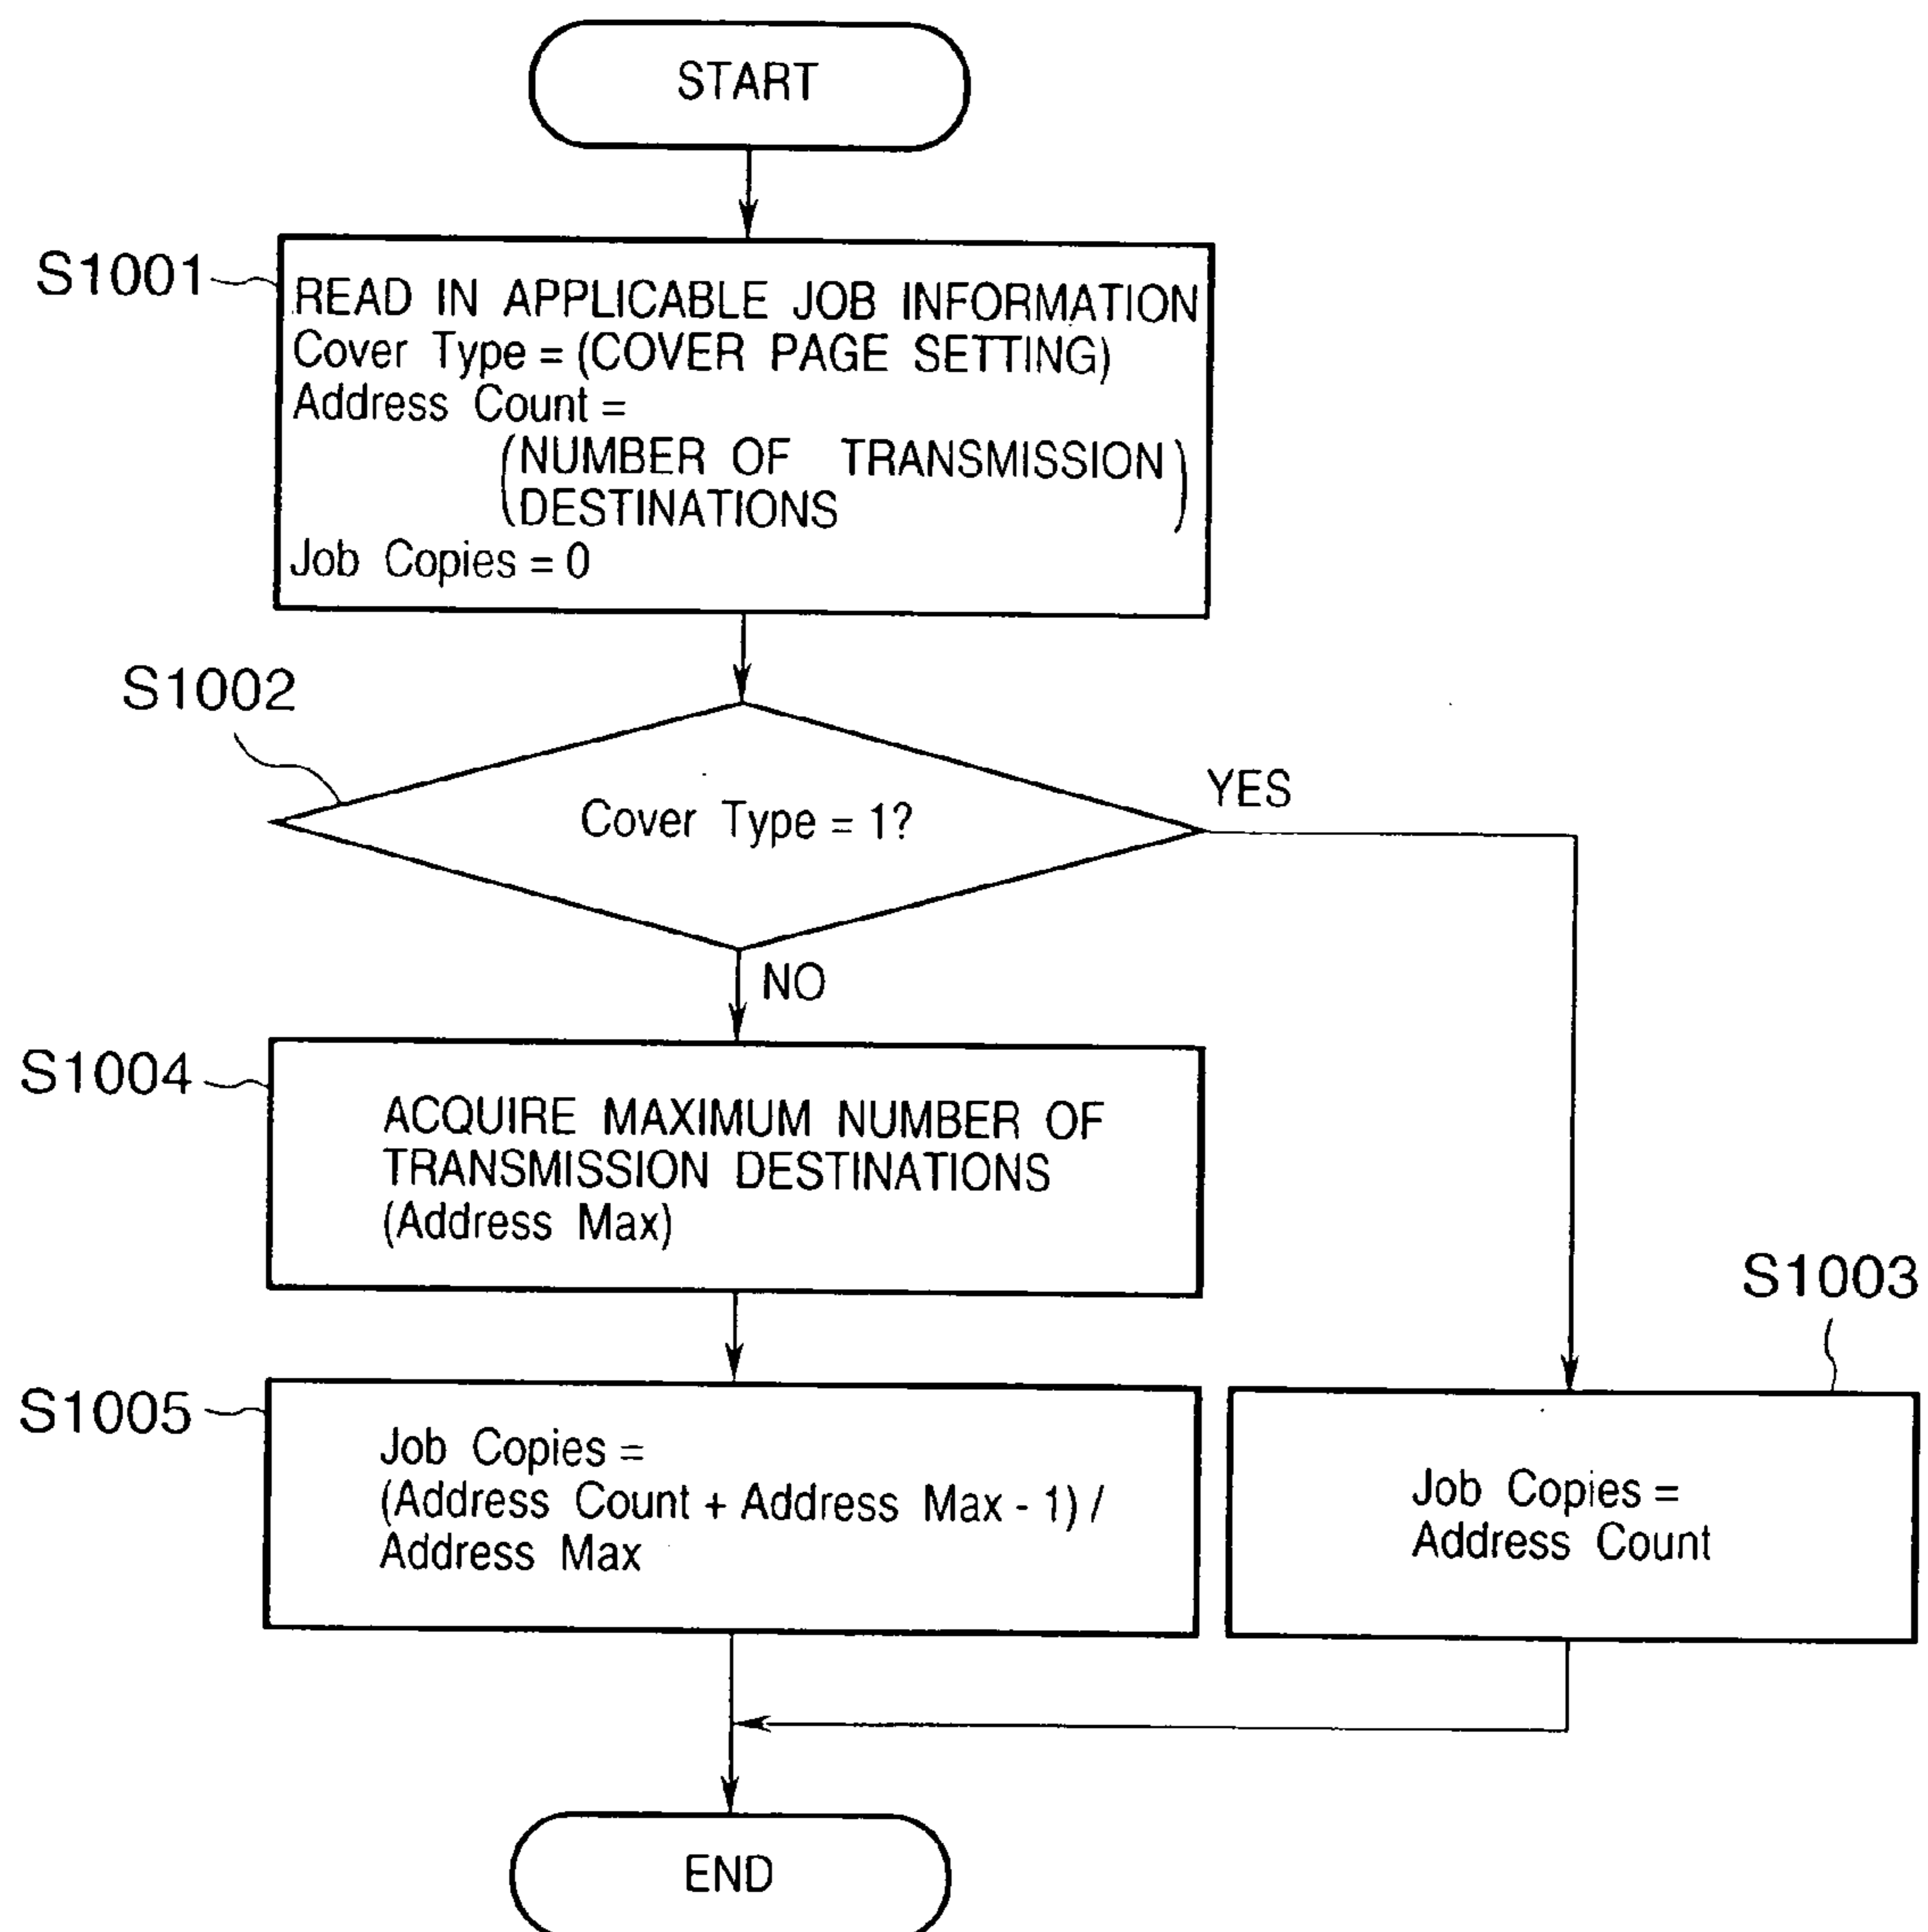 START
S1001
READ IN APPLICABLE JOB INFORMATION
Cover Type = (COVER PAGE SETTING)
Address Count =
(NUMBER OF TRANSMISSION
DESTINATIONS)
Job Copies = 0
S1002
Cover Type = 1?
YES
NO
S1004
ACQUIRE MAXIMUM NUMBER OF
TRANSMISSION DESTINATIONS
(Address Max)
S1003
S1005
Job Copies =
(Address Count + Address Max - 1) /
Address Max
Job Copies =
Address Count
END